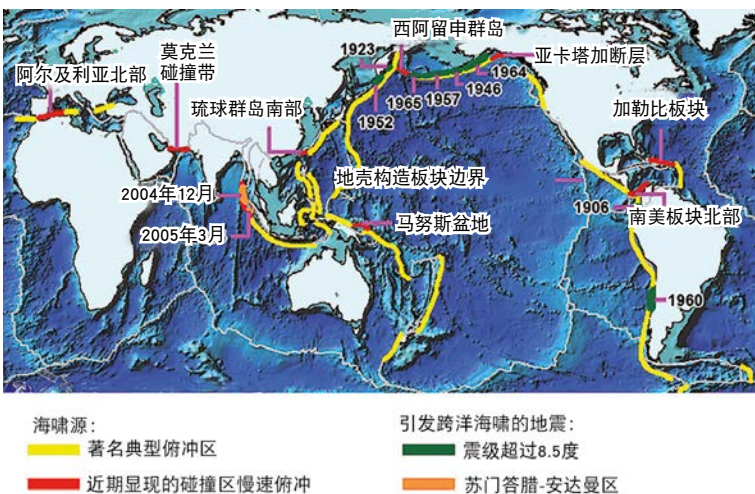 西阿留申群岛
1923
莫克兰
碰撞带
亚卡塔加断层
阿尔及利亚北部
1964
1946
琉球群岛南部
1957
1965
1952
加勒比板块
地壳构造板块边界
2004年12月
1906
南美板块北部
马努斯盆地
2005年3月
1960
海啸源:
引发跨洋海啸的地震:
著名典型俯冲区
震级超过8.5度
近期显现的碰撞区慢速俯冲
苏门答腊-安达曼区